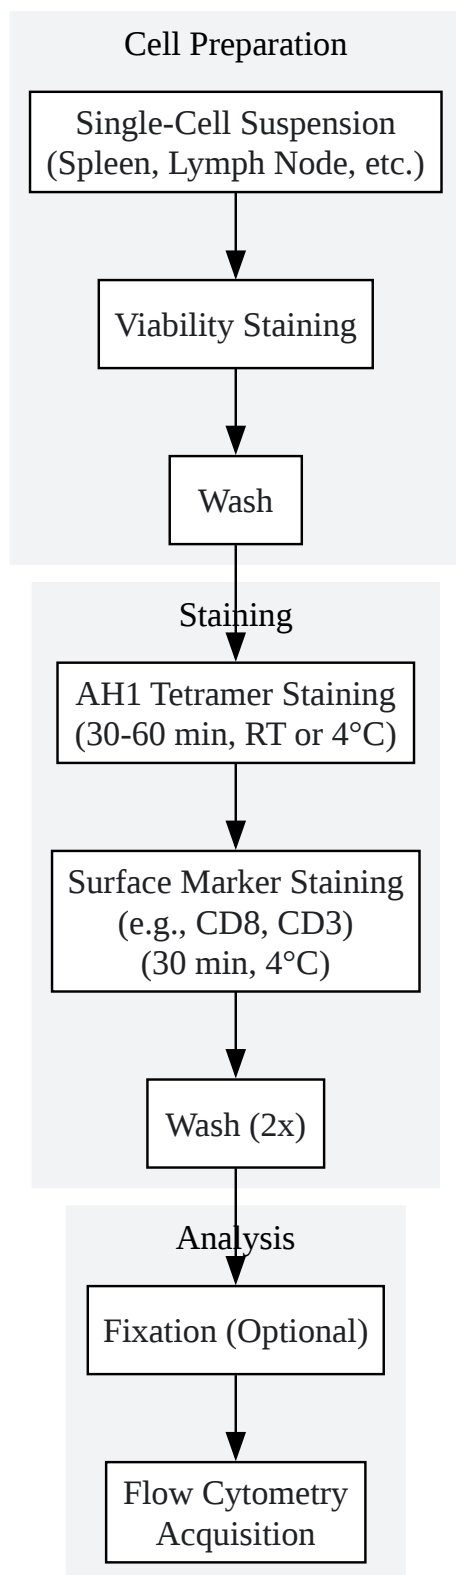 Cell Preparation
Single-Cell Suspension
(Spleen, Lymph Node, etc.)
Viability Staining
Wash
Staining
AH1 Tetramer Staining
(30-60 min, RT or 4°C)
Surface Marker Staining
(e.g., CD8, CD3)
(30 min, 4°C)
Wash (2x)
Analysis
Fixation (Optional)
Flow Cytometry
Acquisition